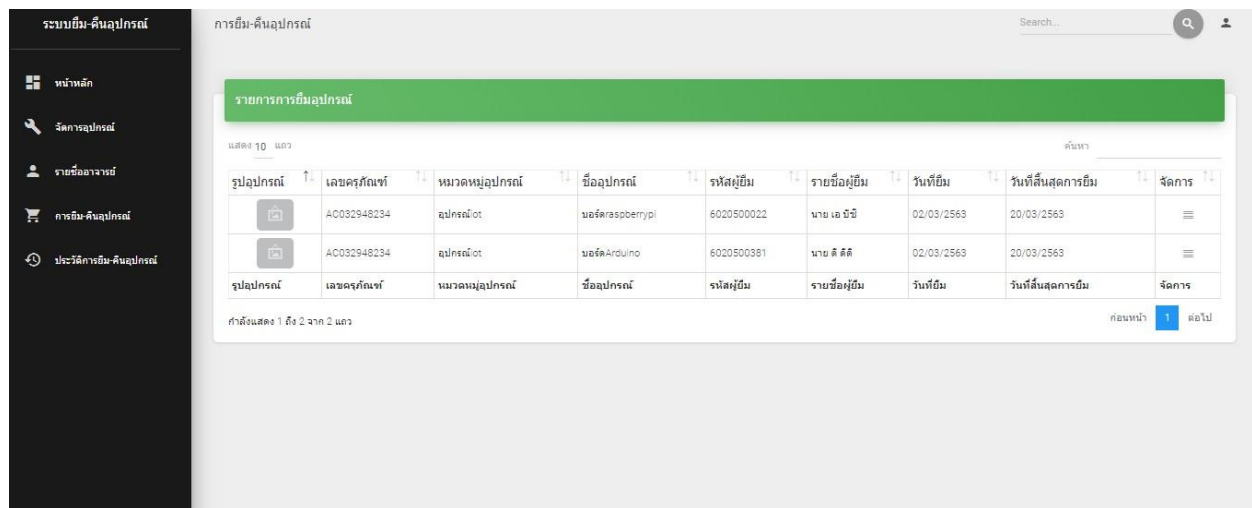 ระบบยืม-คืนอุปกรณ์
การยืม-คืนอุปกรณ์
Search...
หน้าหลัก
จัดการอุปกรณ์
รายชื่ออาจารย์
การยืม-คืนอุปกรณ์
ประวัติการยืม-คืนอุปกรณ์
รายการการยืมอุปกรณ์
แสดง 10 แถว
ค้นหา
รูปอุปกรณ์ เลขครุภัณฑ์ หมวดหมู่อุปกรณ์ ชื่ออุปกรณ์ รหัสผู้ยืม รายชื่อผู้ยืม วันที่ยืม วันที่สิ้นสุดการยืม จัดการ
AC032948234 อุปกรณ์iot บอร์ดraspberrypi 6020500022 นาย เอ บีซี 02/03/2563 20/03/2563
AC032948234 อุปกรณ์iot บอร์ดArduino 6020500381 นาย ดี ดีดี 02/03/2563 20/03/2563
รูปอุปกรณ์ เลขครุภัณฑ์ หมวดหมู่อุปกรณ์ ชื่ออุปกรณ์ รหัสผู้ยืม รายชื่อผู้ยืม วันที่ยืม วันที่สิ้นสุดการยืม จัดการ
กำลังแสดง 1 ถึง 2 จาก 2 แถว
ก่อนหน้า 1 ต่อไป